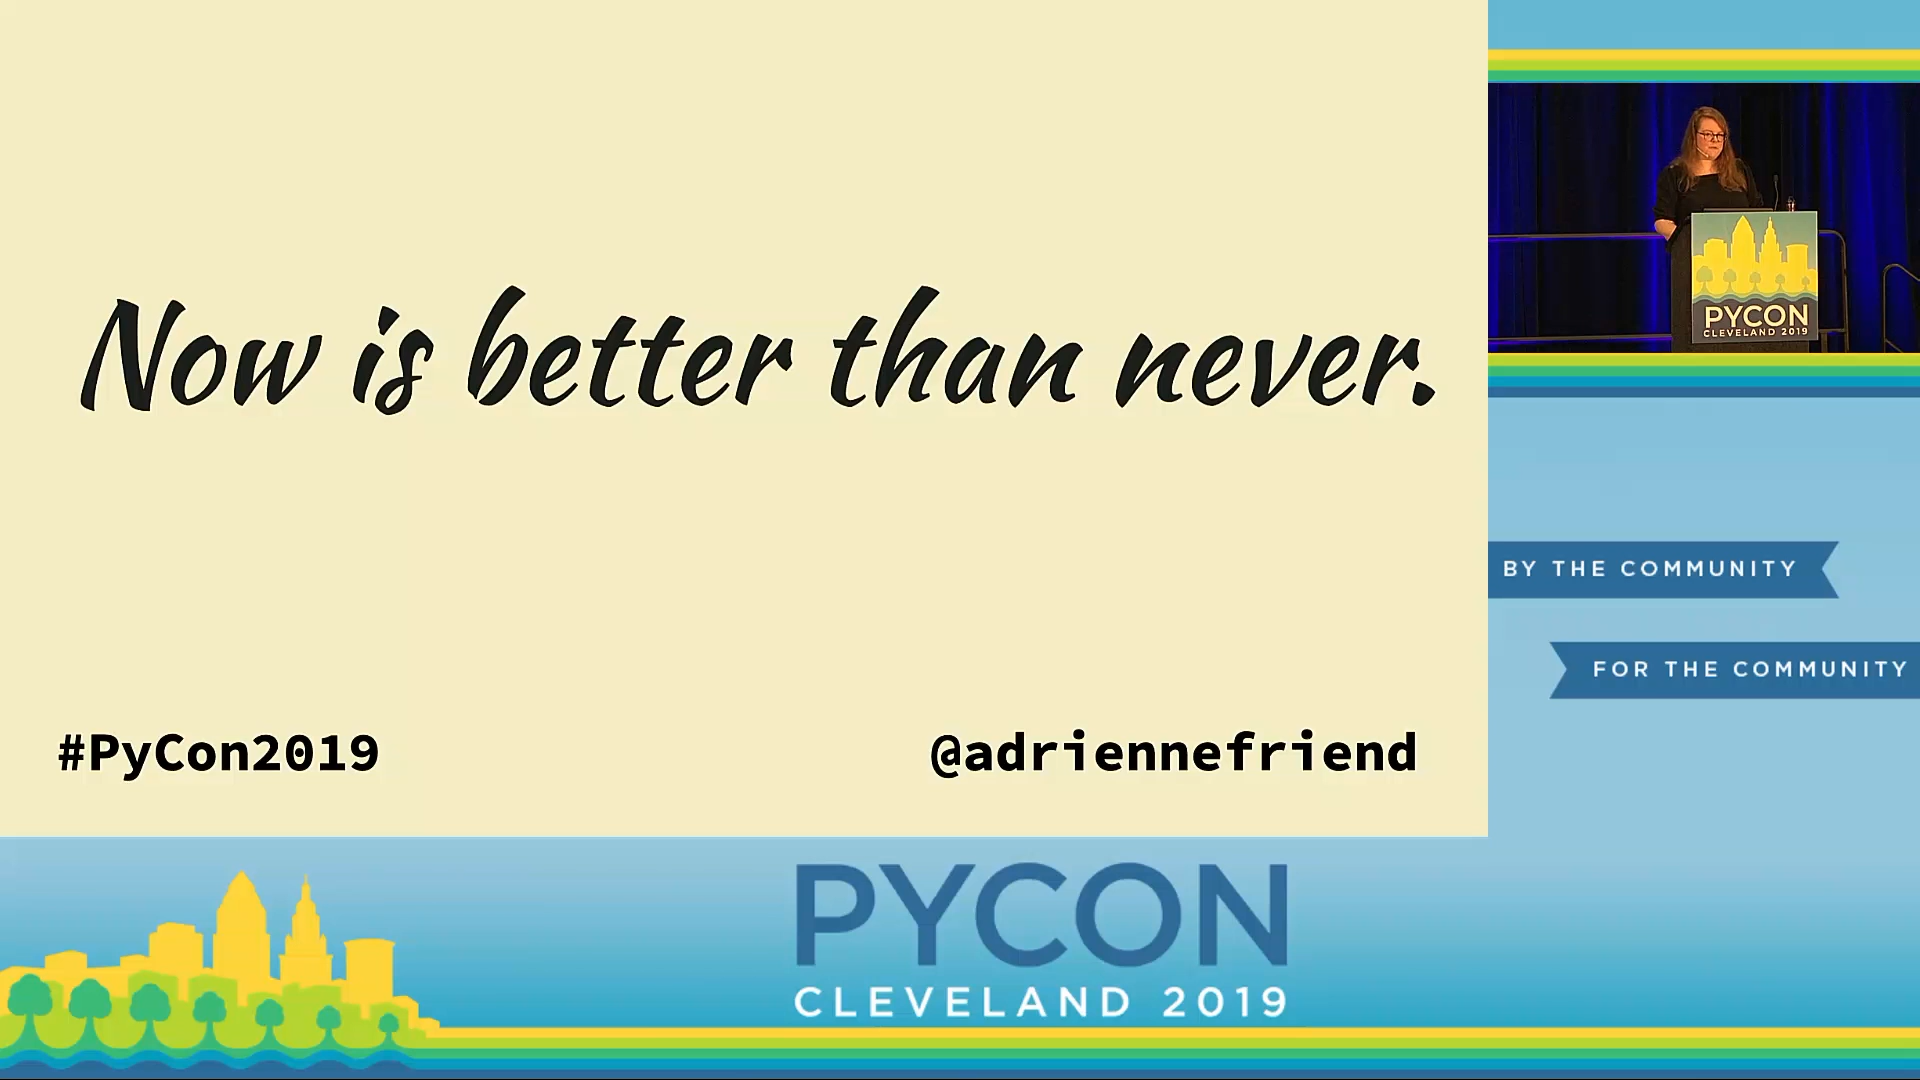 Now is better than never.
#PyCon2019
@adriennefriend
PYCON
CLEVELAND 2019
BY THE COMMUNITY
FOR THE COMMUNITY
PYCON
CLEVELAND 2019